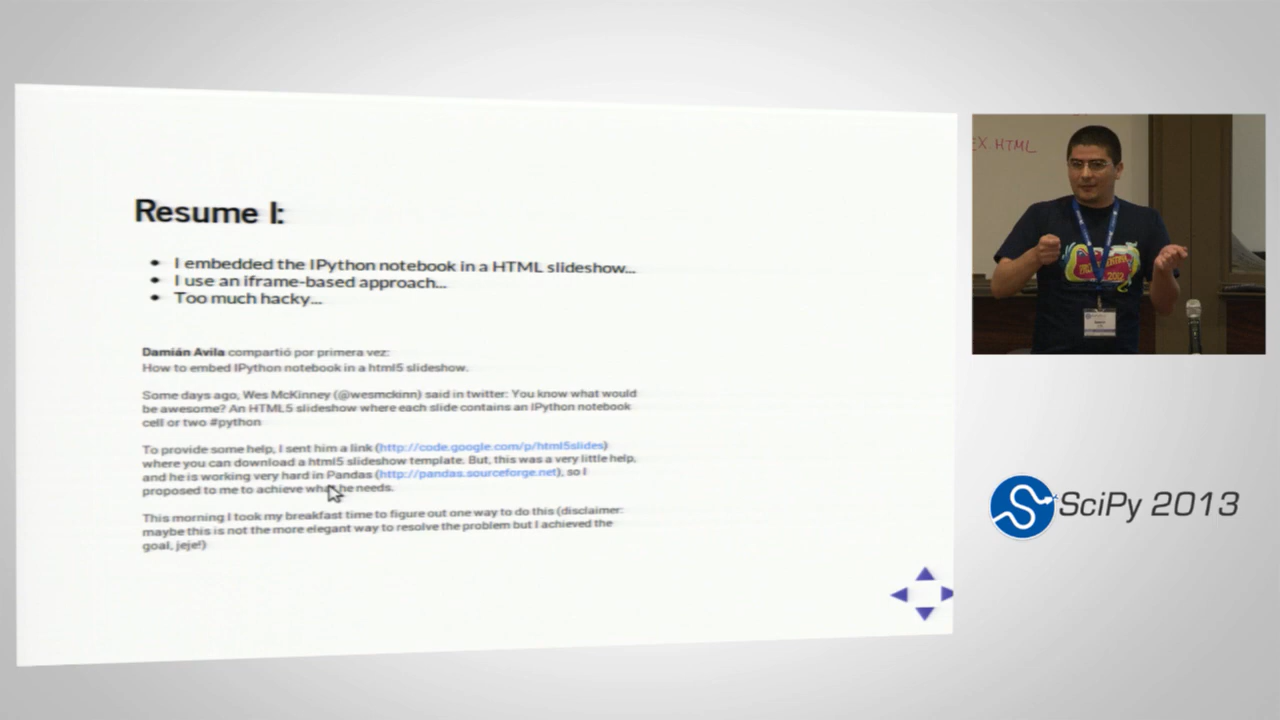 Resume I:
• I embedded the IPython notebook in a HTML slideshow...
• I use an iframe-based approach...
• Too much hacky...
Damián Avila compartió por primera vez:
How to embed IPython notebook in a html5 slideshow.
Some days ago, Wes McKinney (@wesmckinn) said in twitter: You know what would
be awesome? An HTML5 slideshow where each slide contains an IPython notebook
cell or two #python
To provide some help, I sent him a link (http://code.google.com/p/html5slides)
where you can download a html5 slideshow template. But, this was a very little help,
and he is working very hard in Pandas (http://pandas.sourceforge.net), so I
proposed to me to achieve what he needs.
This morning I took my breakfast time to figure out one way to do this (disclaimer:
maybe this is not the more elegant way to resolve the problem but I achieved the
goal, jeje!)
EX.HTML
2013
SciPy 2013